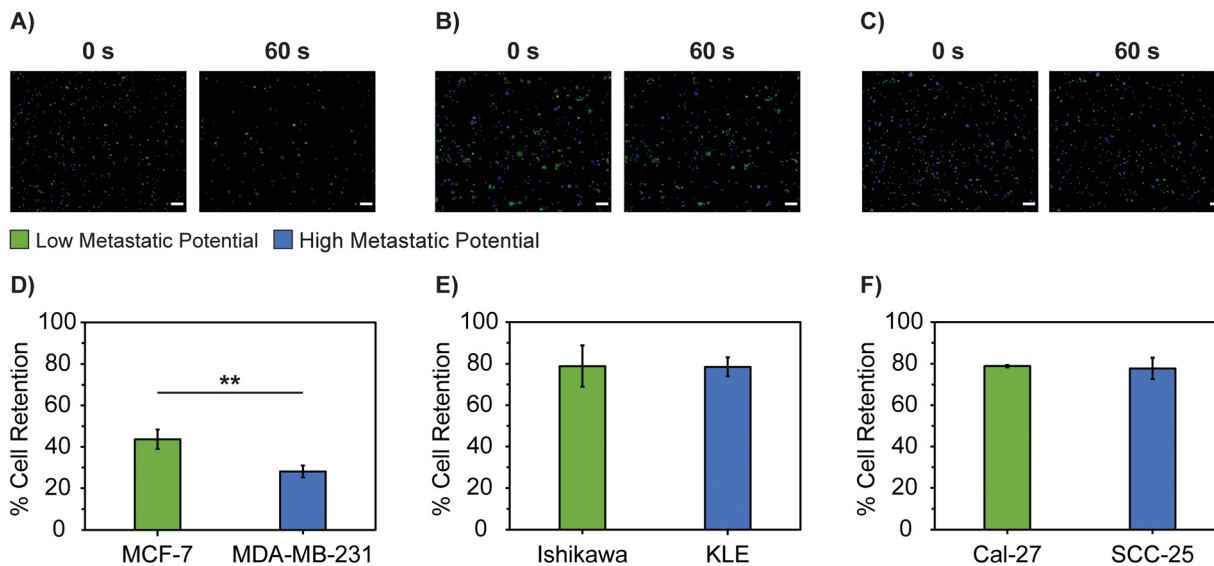 A) B) C)
0 s 60 s 0 s 60 s 0 s 60 s
Low Metastatic Potential High Metastatic Potential
D) E) F)
% Cell Retention
100
80
60
40
20
0
**
MCF-7 MDA-MB-231
% Cell Retention
100
80
60
40
20
0
Ishikawa KLE
% Cell Retention
100
80
60
40
20
0
Cal-27 SCC-25